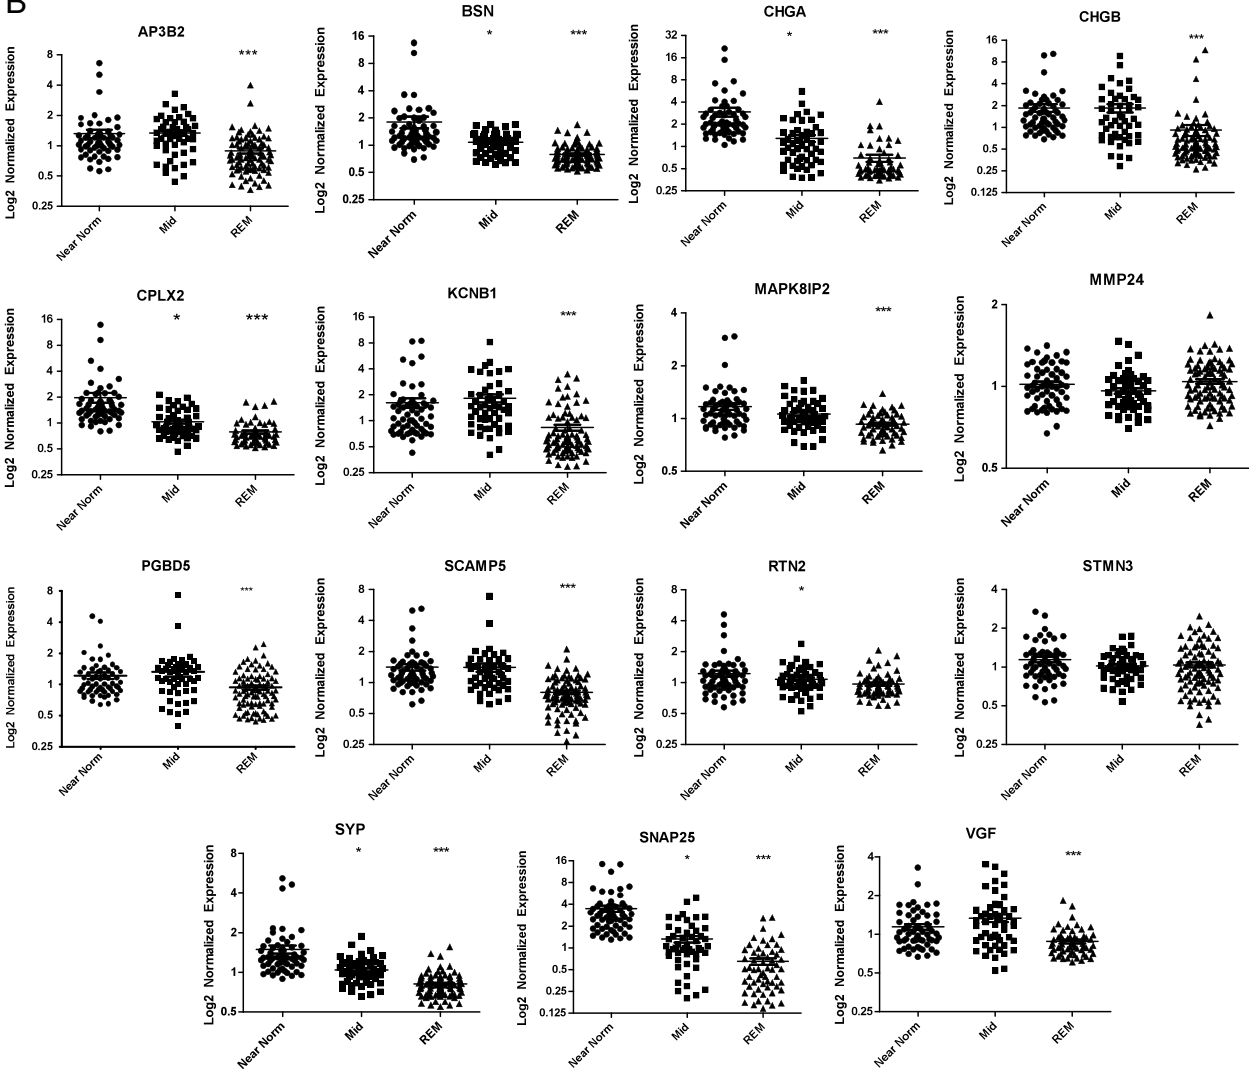 B
AP3B2
***
Log2 Normalized Expression
8
4
2
1
0.5
0.25
Near Norm
Mid
REM
BSN
*
***
Log2 Normalized Expression
16
4
1
0.5
0.25
Near Norm
Mid
REM
CHGA
*
***
Log2 Normalized Expression
32
16
8
4
2
1
0.5
0.25
Near Norm
Mid
REM
CHGB
***
Log2 Normalized Expression
16
8
4
2
1
0.5
0.25
0.125
Near Norm
Mid
REM
CPLX2
*
***
Log2 Normalized Expression
16
8
4
2
1
0.5
0.25
Near Norm
Mid
REM
KCNB1
***
Log2 Normalized Expression
16
8
4
2
1
0.5
0.25
Near Norm
Mid
REM
MAPK8IP2
***
Log2 Normalized Expression
4
2
1
0.5
Near Norm
Mid
REM
MMP24
Log2 Normalized Expression
2
1
0.5
Near Norm
Mid
REM
PGBD5
***
Log2 Normalized Expression
8
4
2
1
0.5
0.25
Near Norm
Mid
REM
SCAMP5
***
Log2 Normalized Expression
8
4
2
1
0.5
0.25
Near Norm
Mid
REM
RTN2
*
Log2 Normalized Expression
8
4
2
1
0.5
0.25
Near Norm
Mid
REM
STMN3
Log2 Normalized Expression
4
2
1
0.5
0.25
Near Norm
Mid
REM
SYP
*
***
Log2 Normalized Expression
8
4
2
1
0.5
Near Norm
Mid
REM
SNAP25
*
***
Log2 Normalized Expression
16
8
4
2
1
0.5
0.25
0.125
Near Norm
Mid
REM
VGF
***
Log2 Normalized Expression
4
2
1
0.5
0.25
Near Norm
Mid
REM